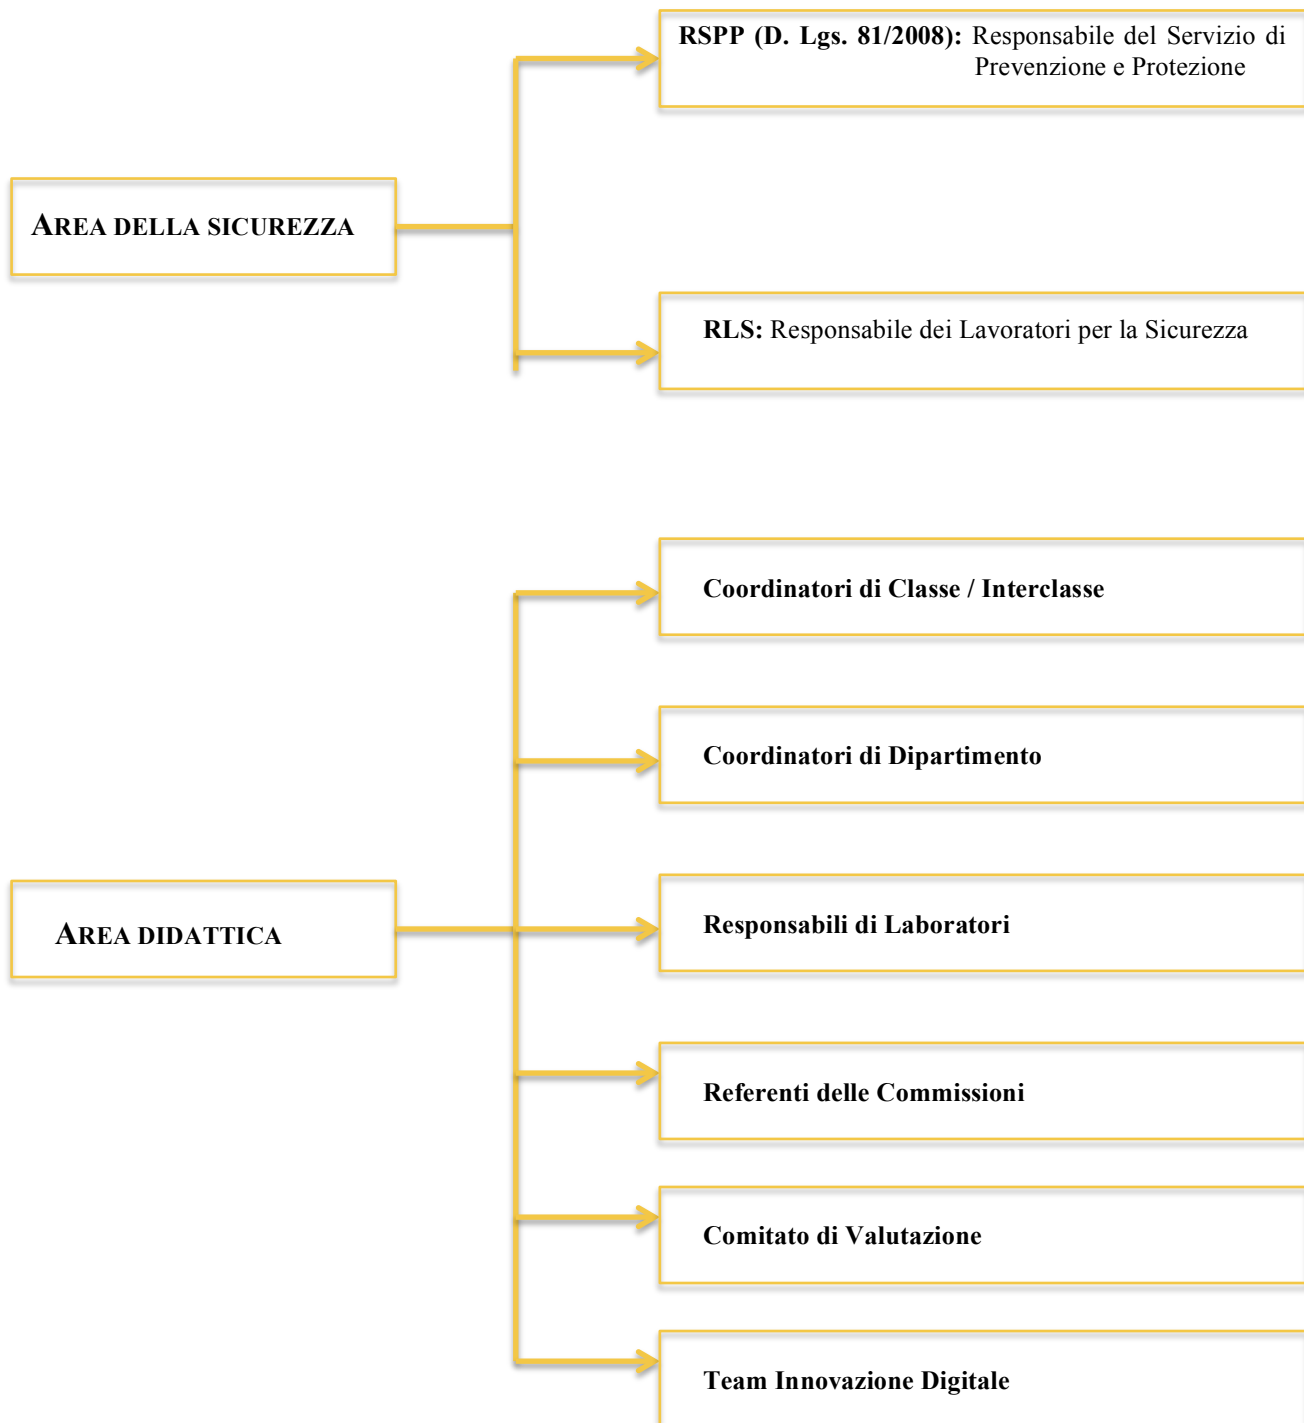 RSPP (D. Lgs. 81/2008): Responsabile del Servizio di
Prevenzione e Protezione
AREA DELLA SICUREZZA
RLS: Responsabile dei Lavoratori per la Sicurezza
Coordinatori di Classe / Interclasse
Coordinatori di Dipartimento
Responsabili di Laboratori
AREA DIDATTICA
Referenti delle Commissioni
Comitato di Valutazione
Team Innovazione Digitale